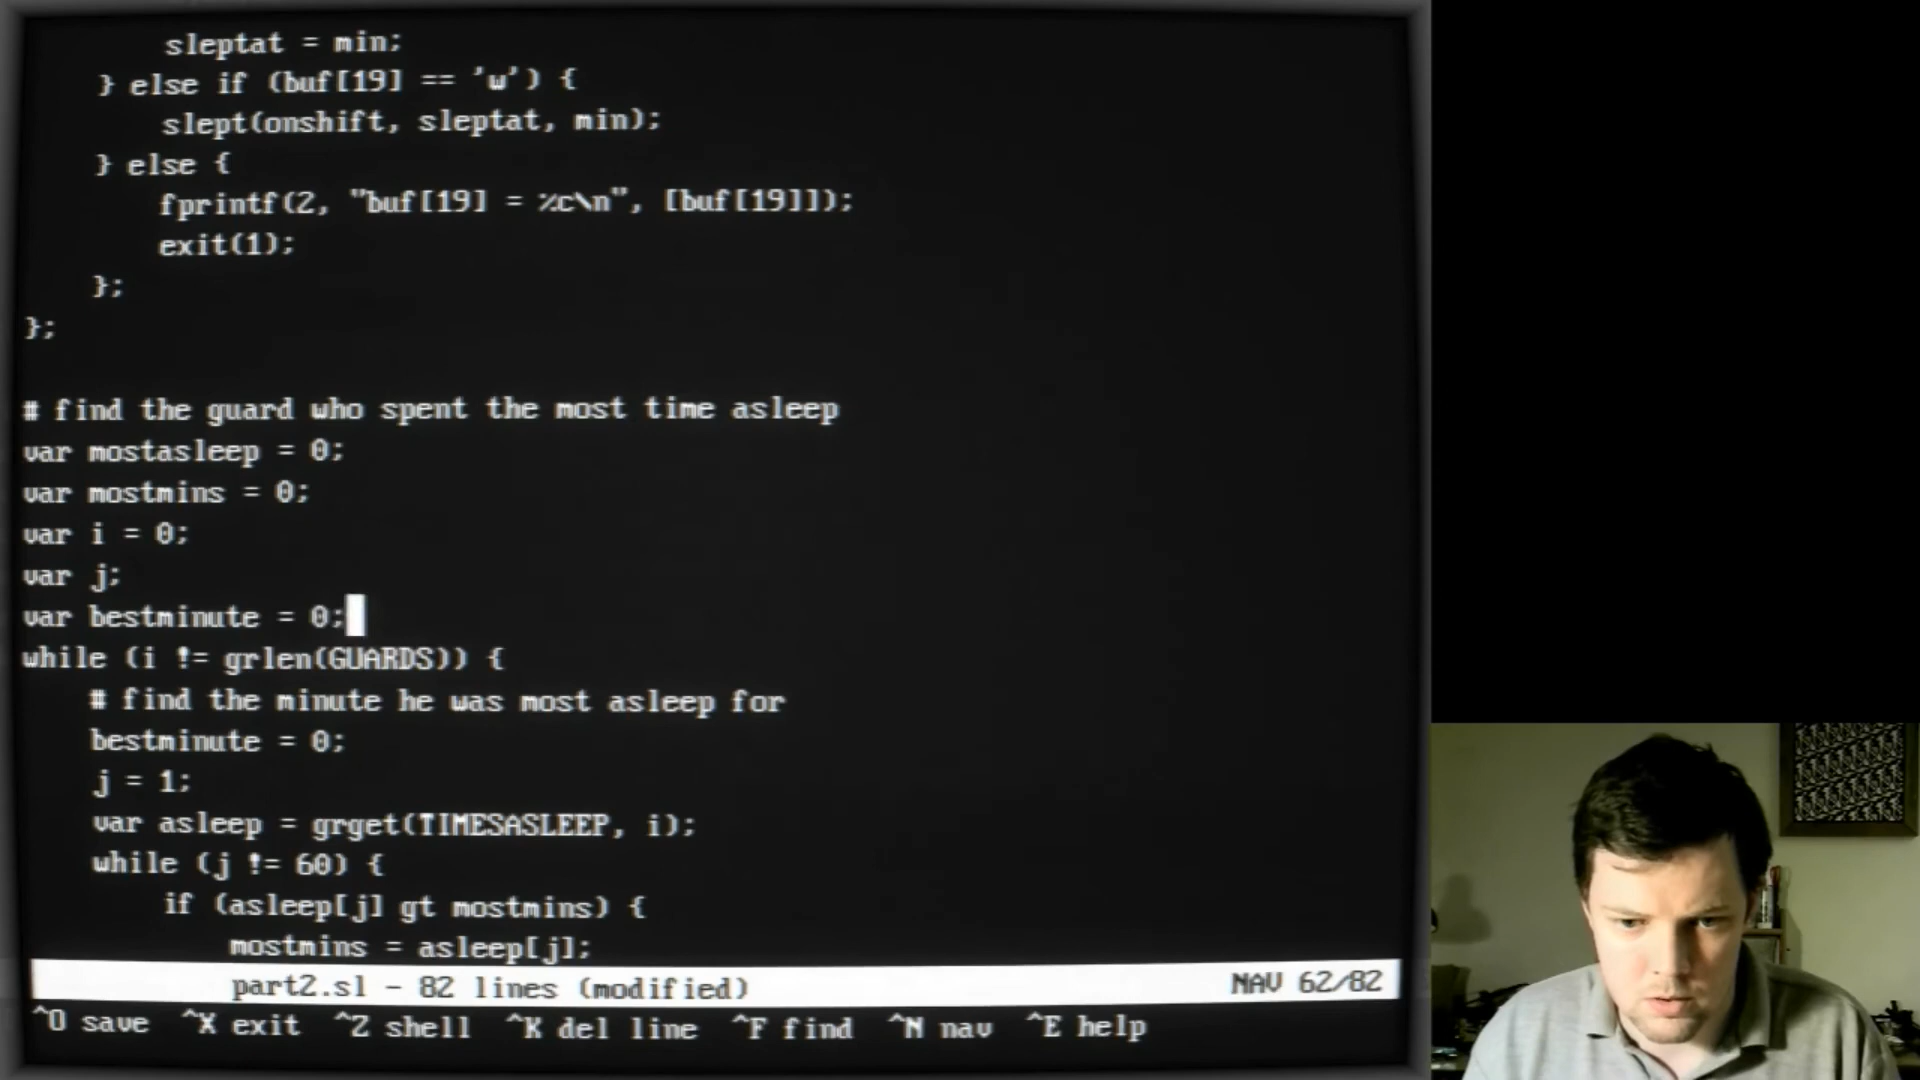 sleptat = min;
} else if (buf[19] == 'w') {
slept(onshift, sleptat, min);
} else {
fprintf(2, "buf[19] = %c\n", [buf[19]]);
exit(1);
};
};
# find the guard who spent the most time asleep
var mostasleep = 0;
var mostmins = 0;
var i = 0;
var j;
var bestminute = 0;
while (i != grlen(GUARDS)) {
# find the minute he was most asleep for
bestminute = 0;
j = 1;
var asleep = grget(TIMESASLEEP, i);
while (j != 60) {
if (asleep[j] gt mostmins) {
mostmins = asleep[j];
part2.sl - 82 lines (modified) NAV 62/82
^O save ^X exit ^Z shell ^K del line ^F find ^N nav ^E help